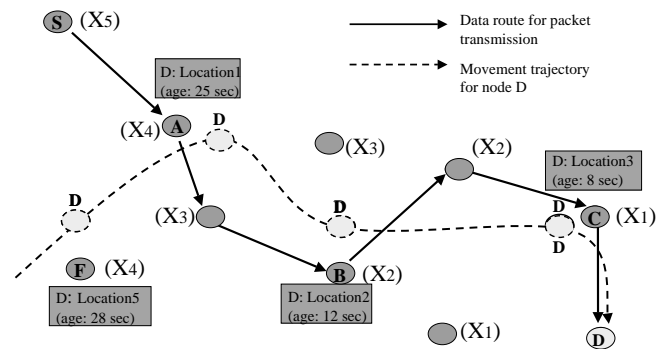 S (X5)
Data route for packet
transmission
Movement trajectory
for node D
D: Location1
(age: 25 sec)
(X4) A
D
(X3)
(X2)
D: Location3
(age: 8 sec)
D
(X3)
D
D
C (X1)
D
F (X4)
B (X2)
D: Location5
(age: 28 sec)
D: Location2
(age: 12 sec)
(X1)
D